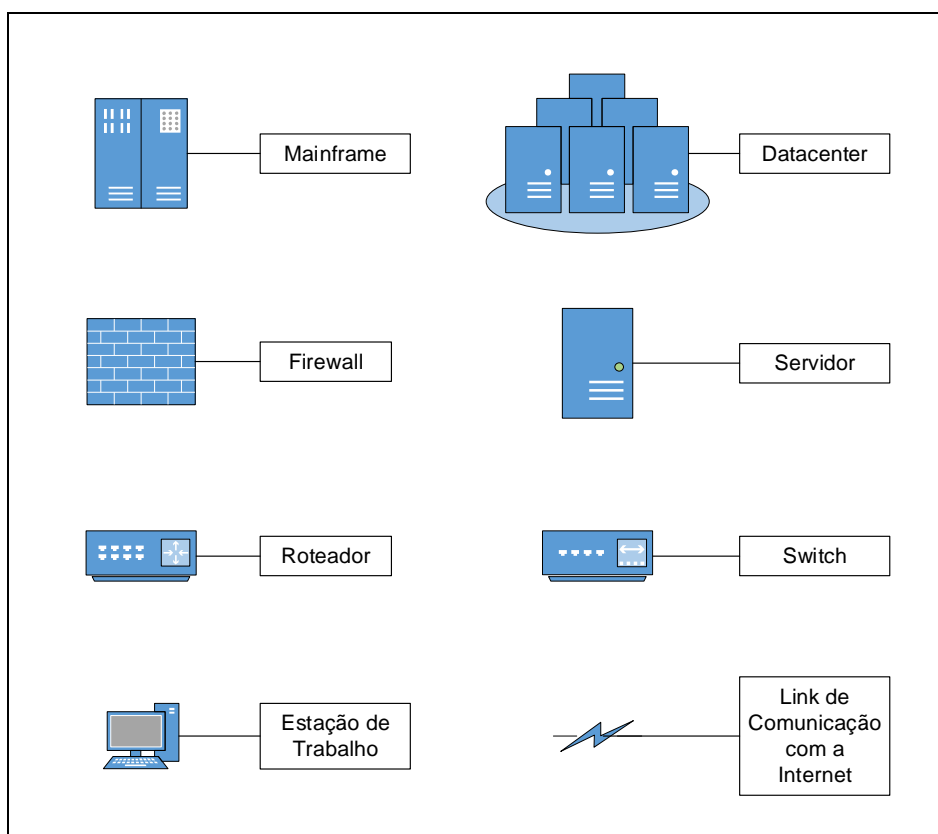 Mainframe
Datacenter
Firewall
Servidor
Roteador
Switch
Estação de
Trabalho
Link de
Comunicação
com a
Internet